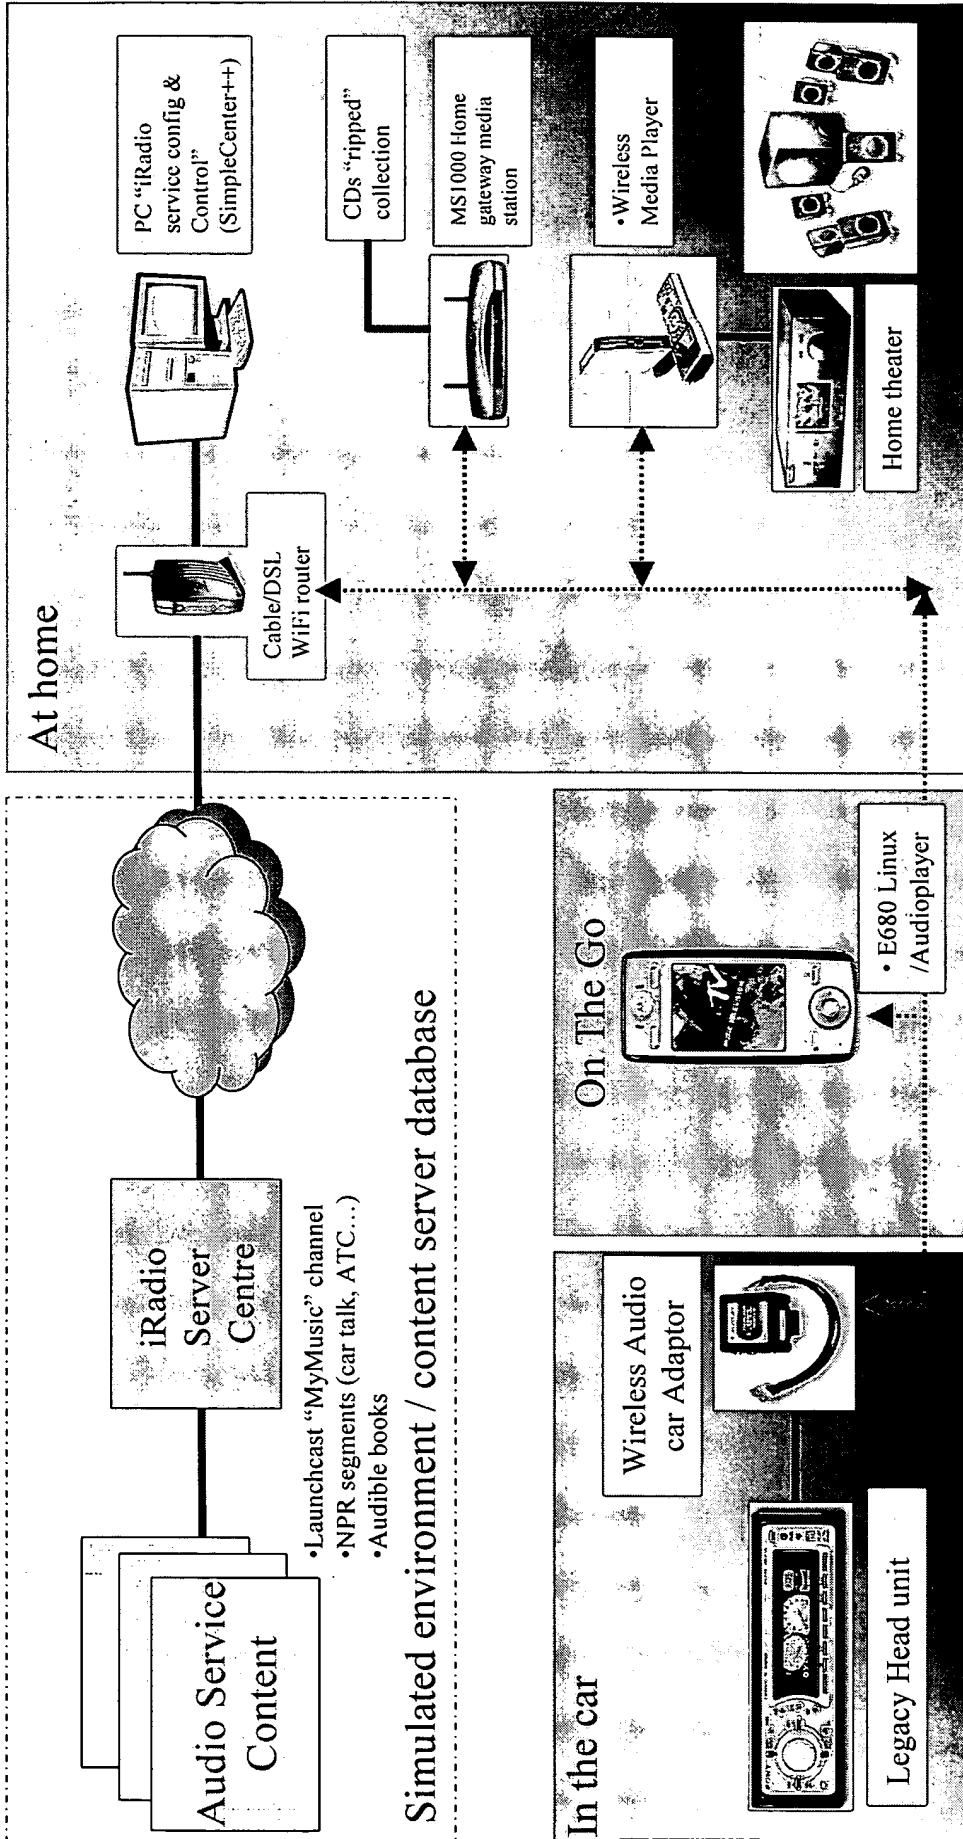 Audio Service
Content
iRadio
Server
Centre
•Launchcast “MyMusic” channel
•NPR segments (car talk, ATC…)
•Audible books
Simulated environment / content server database
At home
Cable/DSL
WiFi router
PC “iRadio
service config &
Control”
(SimpleCenter++)
CDs “ripped”
collection
MS1000 Home
gateway media
station
•Wireless
Media Player
Home theater
In the car
Wireless Audio
car Adaptor
Legacy Head unit
On The Go
• E680 Linux
/Audioplayer